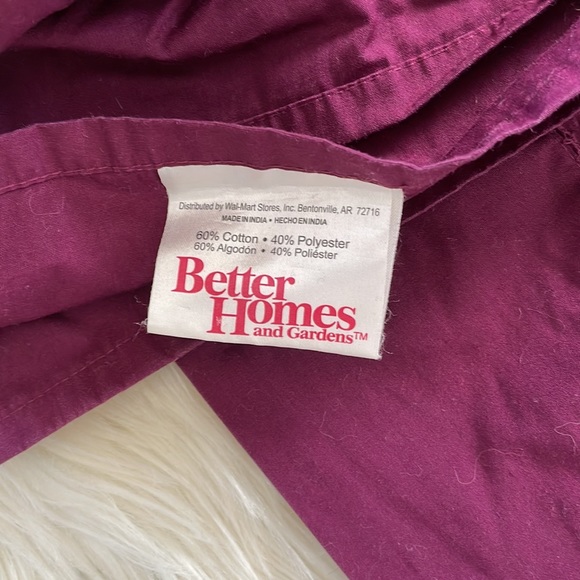 Distributed by Wal-Mart Stores, Inc. Bentonville, AR 72716
MADE IN INDIA • HECHO EN INDIA
60% Cotton • 40% Polyester
60% Algodón • 40% Poliéster
Better
Homes
and Gardens™